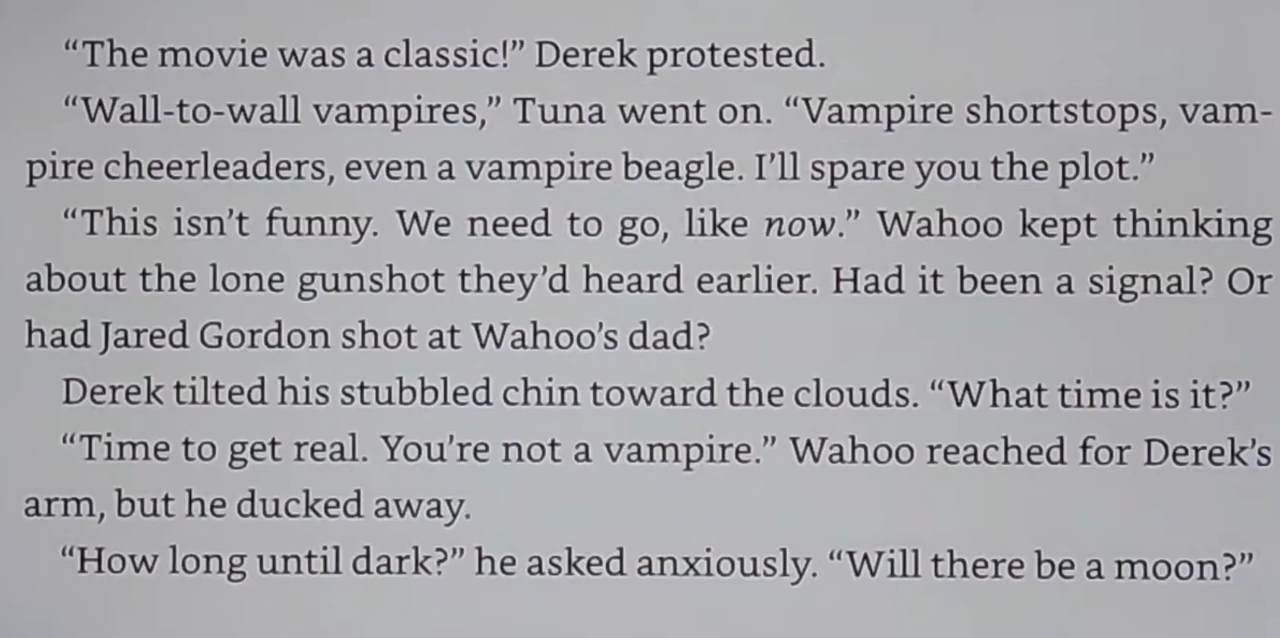 “The movie was a classic!” Derek protested.
“Wall-to-wall vampires,” Tuna went on. “Vampire shortstops, vam-
pire cheerleaders, even a vampire beagle. I’ll spare you the plot.”
“This isn’t funny. We need to go, like now.” Wahoo kept thinking
about the lone gunshot they’d heard earlier. Had it been a signal? Or
had Jared Gordon shot at Wahoo’s dad?
Derek tilted his stubbled chin toward the clouds. “What time is it?”
“Time to get real. You’re not a vampire.” Wahoo reached for Derek’s
arm, but he ducked away.
“How long until dark?” he asked anxiously. “Will there be a moon?”